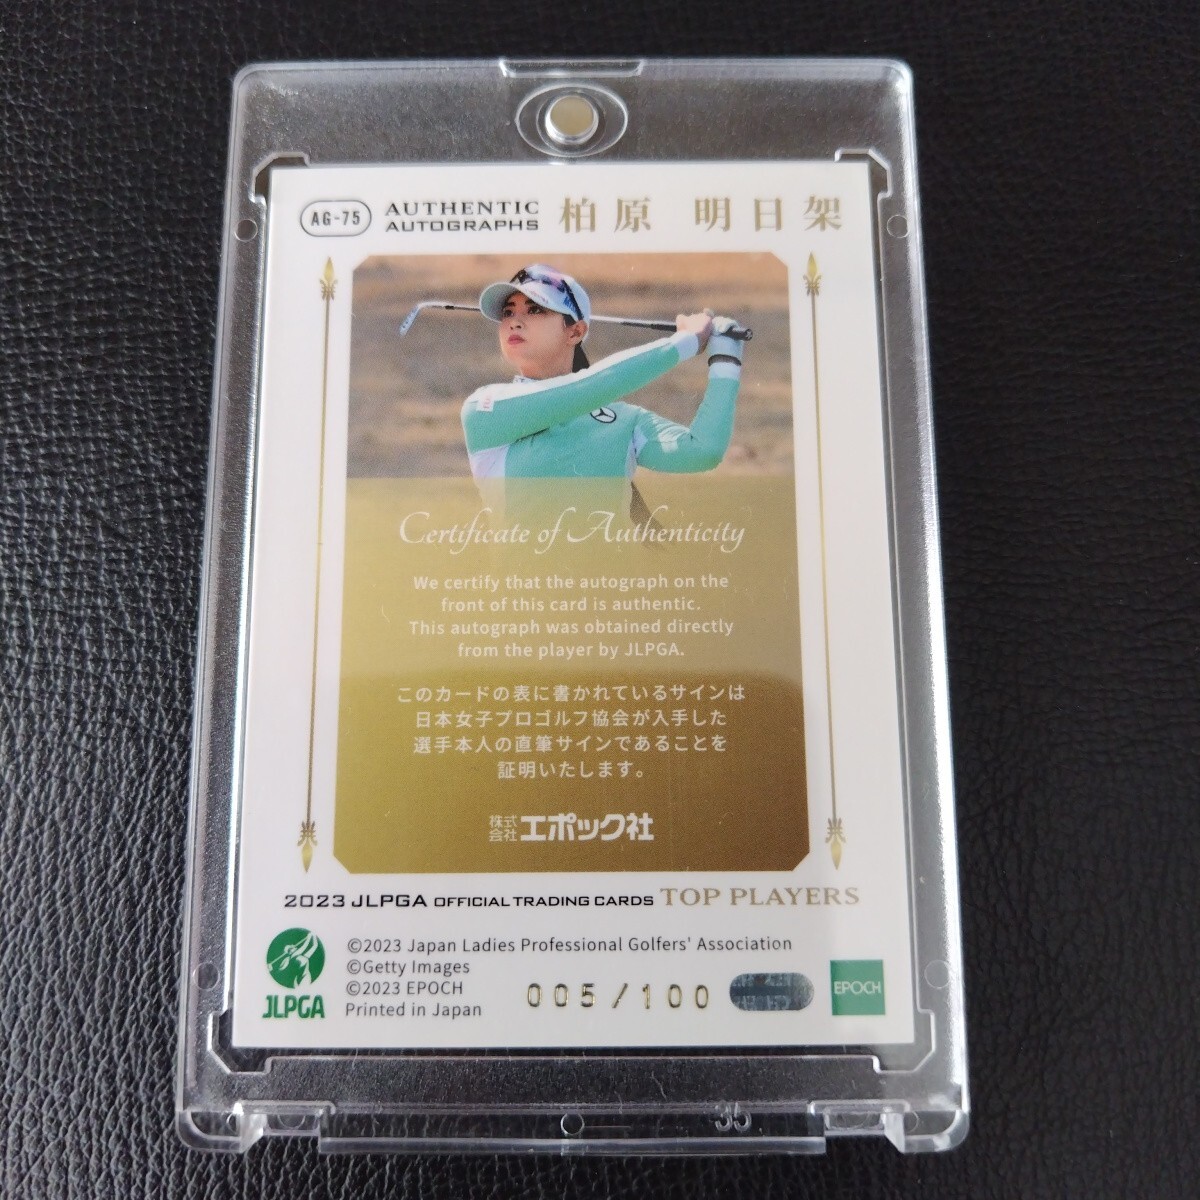 AG-75
AUTHENTIC
AUTOGRAPHS
柏原 明日架
Certificate of Authenticity
We certify that the autograph on the
front of this card is authentic.
This autograph was obtained directly
from the player by JLPGA.
このカードの表に書かれているサインは
日本女子プロゴルフ協会が入手した
選手本人の直筆サインであることを
証明いたします。
株式会社エポック社
2023 JLPGA OFFICIAL TRADING CARDS TOP PLAYERS
JLPGA
©2023 Japan Ladies Professional Golfers' Association
©Getty Images
©2023 EPOCH
Printed in Japan
005/100
EPOCH
35